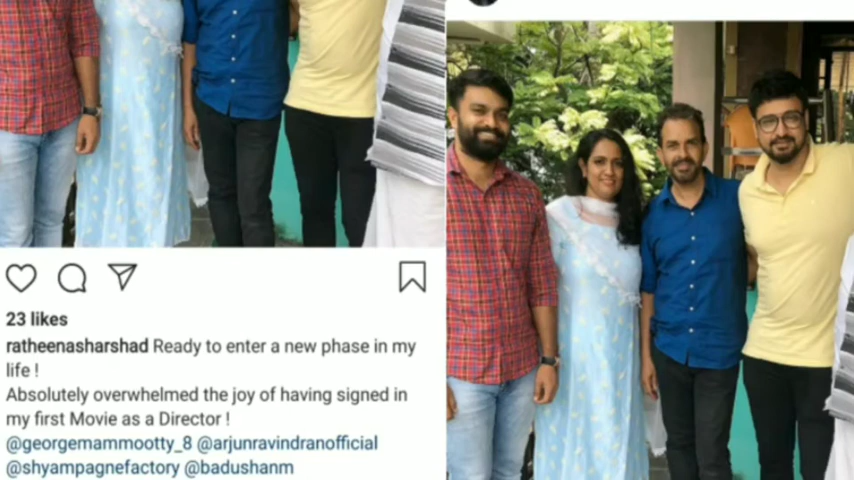 23 likes
ratheenasharshad Ready to enter a new phase in my
life !
Absolutely overwhelmed the joy of having signed in
my first Movie as a Director !
@georgemammootty_8 @arjunravindranofficial
@shyampagnefactory @badushanm